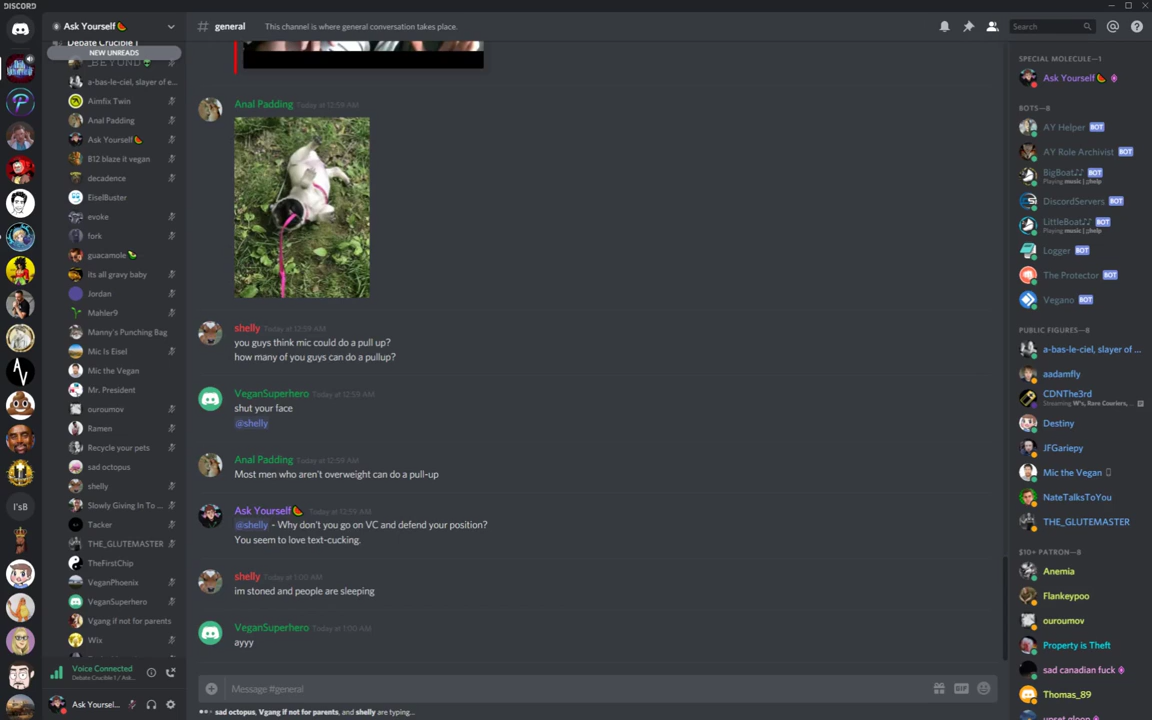 DISCORD
Ask Yourself🍉
# general
This channel is where general conversation takes place.
Search
Debate Crucible 1
NEW UNREADS
_BEYOND
a-bas-le-ciel, slayer of e...
Aimfis Twin
Anal Padding
Ask Yourself🍉
B12 blaze it vegan
decadence
EiselBuster
evoke
fork
guacamole
its all gravy baby
Jordan
Mahler9
Manny's Punching Bag
Mic Is Eisel
Mic the Vegan
Mr. President
ouroumov
Ramen
Recycle your pets
sad octopus
shelly
Slowly Giving In To ...
Tacker
THE_GLUTEMASTER
TheFirstChip
VeganPhoenix
VeganSuperhero
Vgang if not for parents
Wix
Voice Connected
Debate Crucible 1 / Ask...
Ask Yoursel...
I'sB
Anal Padding Today at 12:59 AM
shelly Today at 12:59 AM
you guys think mic could do a pull up?
how many of you guys can do a pullup?
VeganSuperhero Today at 12:59 AM
shut your face
@shelly
Anal Padding Today at 12:59 AM
Most men who aren't overweight can do a pull-up
Ask Yourself🍉 Today at 12:59 AM
@shelly - Why don't you go on VC and defend your position?
You seem to love text-cucking.
shelly Today at 1:00 AM
im stoned and people are sleeping
VeganSuperhero Today at 1:00 AM
ayyy
Message #general
GIF
sad octopus, Vgang if not for parents, and shelly are typing...
SPECIAL MOLECULE—1
Ask Yourself🍉
BOTS—8
AY Helper BOT
AY Role Archivist BOT
BigBoat♪♪ BOT
Playing music | ;;help
DiscordServers BOT
LittleBoat♪♪ BOT
Playing music | ;;help
Logger BOT
The Protector BOT
Vegano BOT
PUBLIC FIGURES—8
a-bas-le-ciel, slayer of ...
aadamfly
CDNThe3rd
Streaming W's, Rare Couriers, ...
Destiny
JFGariepy
Mic the Vegan
NateTalksToYou
THE_GLUTEMASTER
$10+ PATRON—8
Anemia
Flankeypoo
ouroumov
Property is Theft
sad canadian fuck
Thomas_89
upset gloop